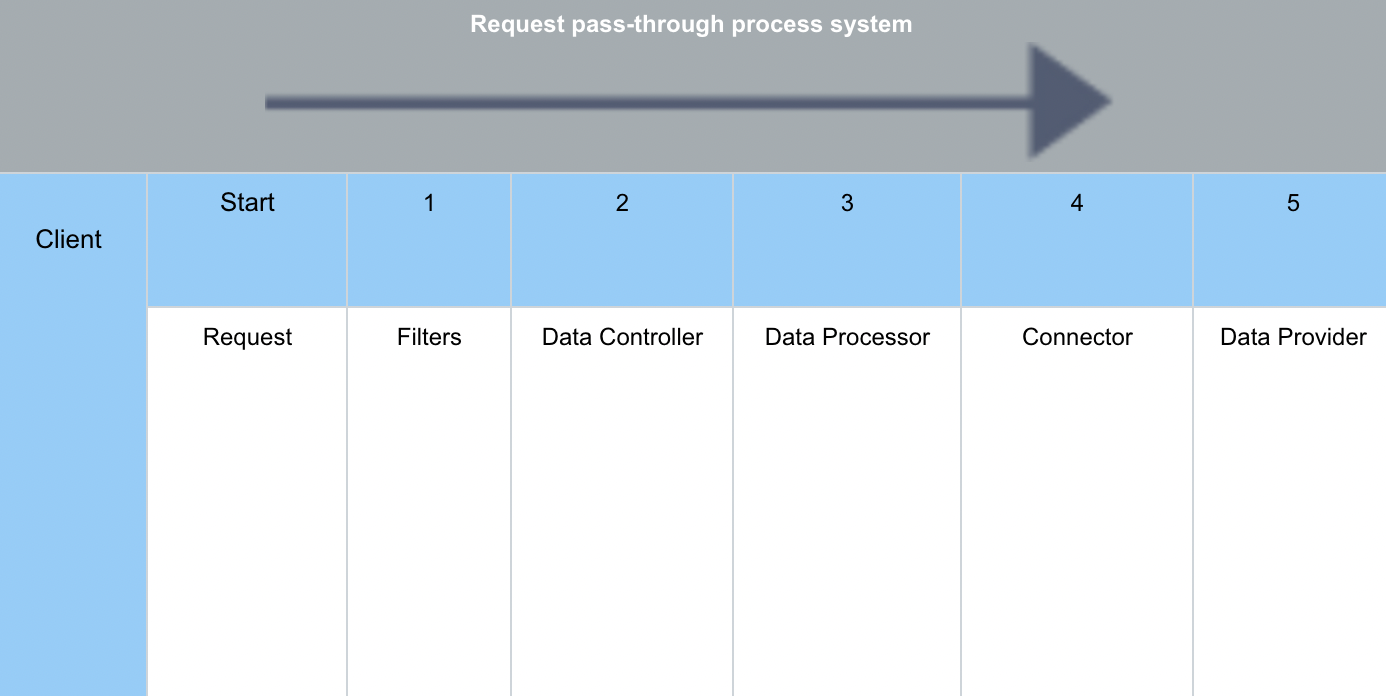 Request pass-through process system
Client
Start
1
2
3
4
5
Request
Filters
Data Controller
Data Processor
Connector
Data Provider